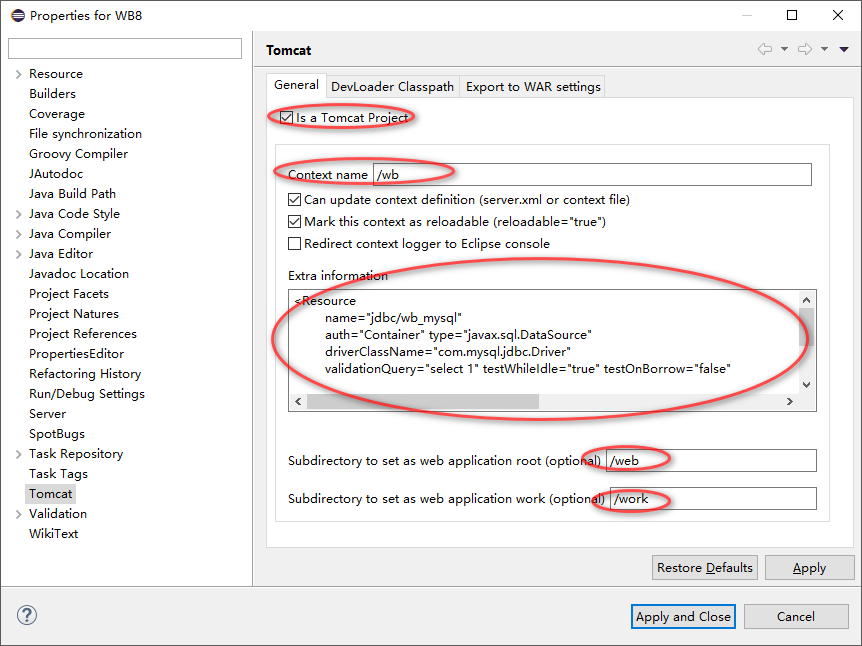 Properties for WB8
Resource
Builders
Coverage
File synchronization
Groovy Compiler
JAutodoc
Java Build Path
Java Code Style
Java Compiler
Java Editor
Javadoc Location
Project Facets
Project Natures
Project References
PropertiesEditor
Refactoring History
Run/Debug Settings
Server
SpotBugs
Task Repository
Task Tags
Tomcat
Validation
WikiText
Tomcat
General DevLoader Classpath Export to WAR settings
Is a Tomcat Project
Context name /wb
Can update context definition (server.xml or context file)
Mark this context as reloadable (reloadable="true")
Redirect context logger to Eclipse console
Extra information
<Resource
name="jdbc/wb_mysql"
auth="Container" type="javax.sql.DataSource"
driverClassName="com.mysql.jdbc.Driver"
validationQuery="select 1" testWhileIdle="true" testOnBorrow="false"
Subdirectory to set as web application root (optional) /web
Subdirectory to set as web application work (optional) /work
Restore Defaults Apply
? Apply and Close Cancel